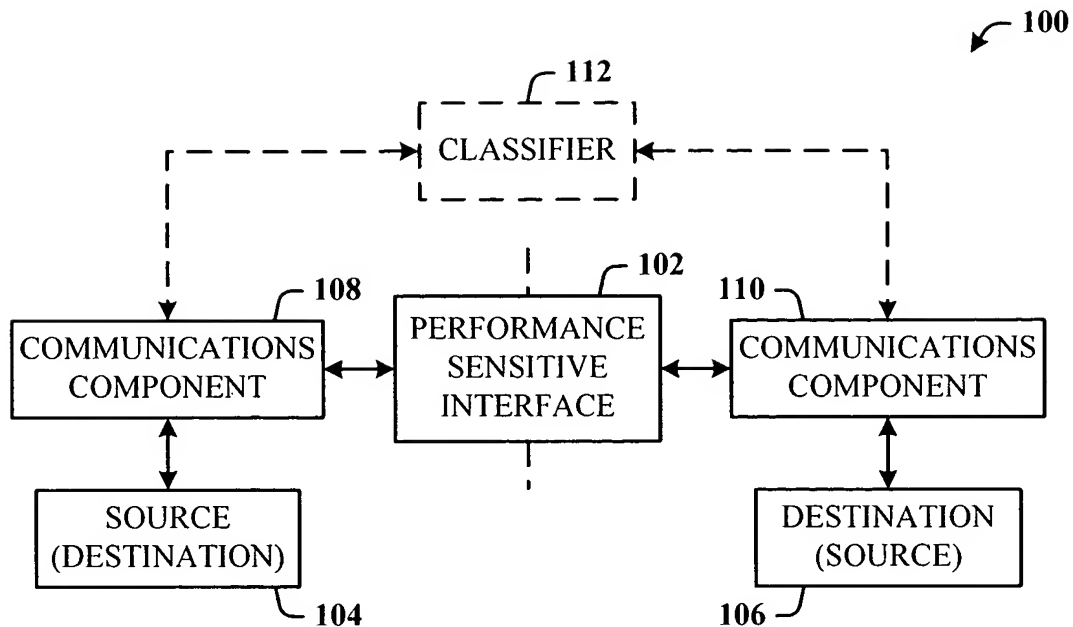 100
112
CLASSIFIER
102
108
110
PERFORMANCE
SENSITIVE
INTERFACE
COMMUNICATIONS
COMPONENT
COMMUNICATIONS
COMPONENT
SOURCE
(DESTINATION)
DESTINATION
(SOURCE)
104
106